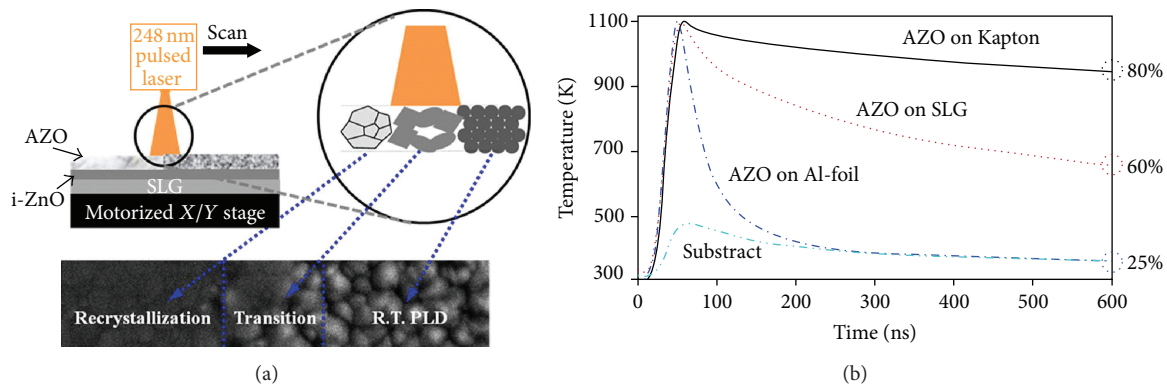 248 nm
pulsed
laser
Scan
AZO
i-ZnO
SLG
Motorized X/Y stage
Recrystallization
Transition
R.T. PLD
(a)
1100
900
700
500
300
Temperature (K)
AZO on Kapton
80%
AZO on SLG
60%
AZO on Al-foil
Substract
25%
0
100
200
300
400
500
600
Time (ns)
(b)